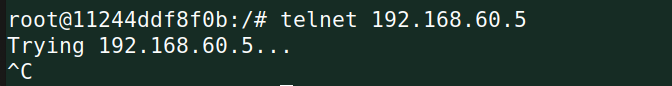 root@11244ddf8f0b:/# telnet 192.168.60.5
Trying 192.168.60.5...
^C